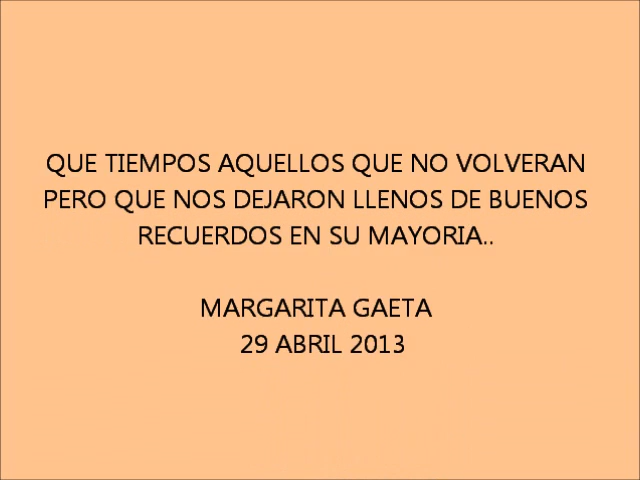 QUE TIEMPOS AQUELLOS QUE NO VOLVERAN
PERO QUE NOS DEJARON LLENOS DE BUENOS
RECUERDOS EN SU MAYORIA..
MARGARITA GAETA
29 ABRIL 2013